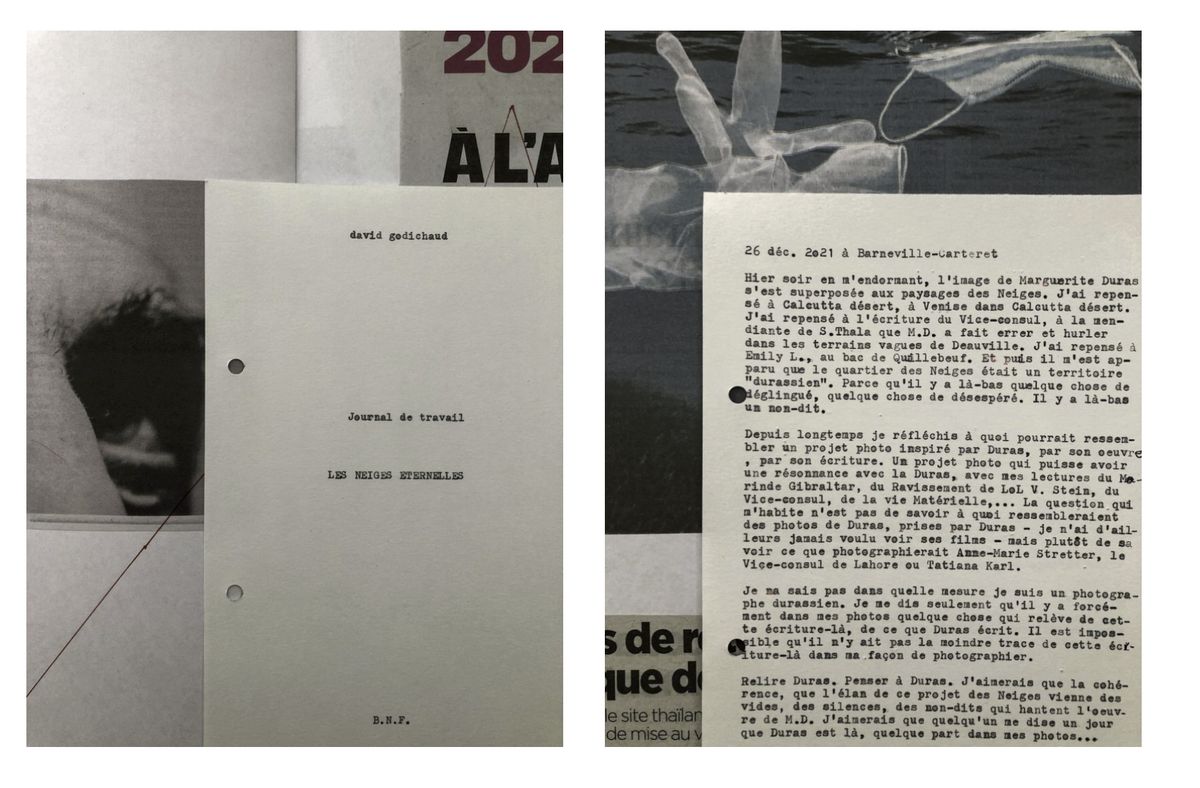 202
À L'A
david godichaud
Journal de travail
LES NEIGES ETERNELLES
B.N.F.
26 déc. 2021 à Barneville-Carteret
Hier soir en m'endormant, l'image de Marguerite Duras
s'est superposée aux paysages des Neiges. J'ai repen-
sé à Calcutta désert, à Venise dans Calcutta désert.
J'ai repensé à l'écriture du Vice-consul, à la men-
diante de S.Thala que M.D. a fait errer et hurler
dans les terrains vagues de Deauville. J'ai repensé à
Emily L., au bac de Quillebeuf. Et puis il m'est ap-
paru que le quartier des Neiges était un territoire
"durassien". Parce qu'il y a là-bas quelque chose de
déglingué, quelque chose de désespéré. Il y a là-bas
un non-dit.
Depuis longtemps je réfléchis à quoi pourrait ressem-
bler un projet photo inspiré par Duras, par son oeuvre
, par son écriture. Un projet photo qui puisse avoir
une résonnance avec la Duras, avec mes lectures du Ma-
rin de Gibraltar, du Ravissement de LoL V. Stein, du
Vice-consul, de la vie Matérielle,... La question qui
m'habite n'est pas de savoir à quoi ressembleraient
des photos de Duras, prises par Duras - je n'ai d'ail-
leurs jamais voulu voir ses films - mais plutôt de sa
voir ce que photographierait Anne-Marie Stretter, le
Vice-consul de Lahore ou Tatiana Karl.
Je na sais pas dans quelle mesure je suis un photogra-
phe durassien. Je me dis seulement qu'il y a forcé-
ment dans mes photos quelque chose qui relève de cet-
te écriture-là, de ce que Duras écrit. Il est impos-
sible qu'il n'y ait pas la moindre trace de cette écr-
iture-là dans ma façon de photographier.
Relire Duras. Penser à Duras. J'aimerais que la cohé-
rence, que l'élan de ce projet des Neiges vienne des
vides, des silences, des non-dits qui hantent l'oeuv-
re de M.D. J'aimerais que quelqu'un me dise un jour
que Duras est là, quelque part dans mes photos...
s de r
que d
le site thaïlan
de mise au v